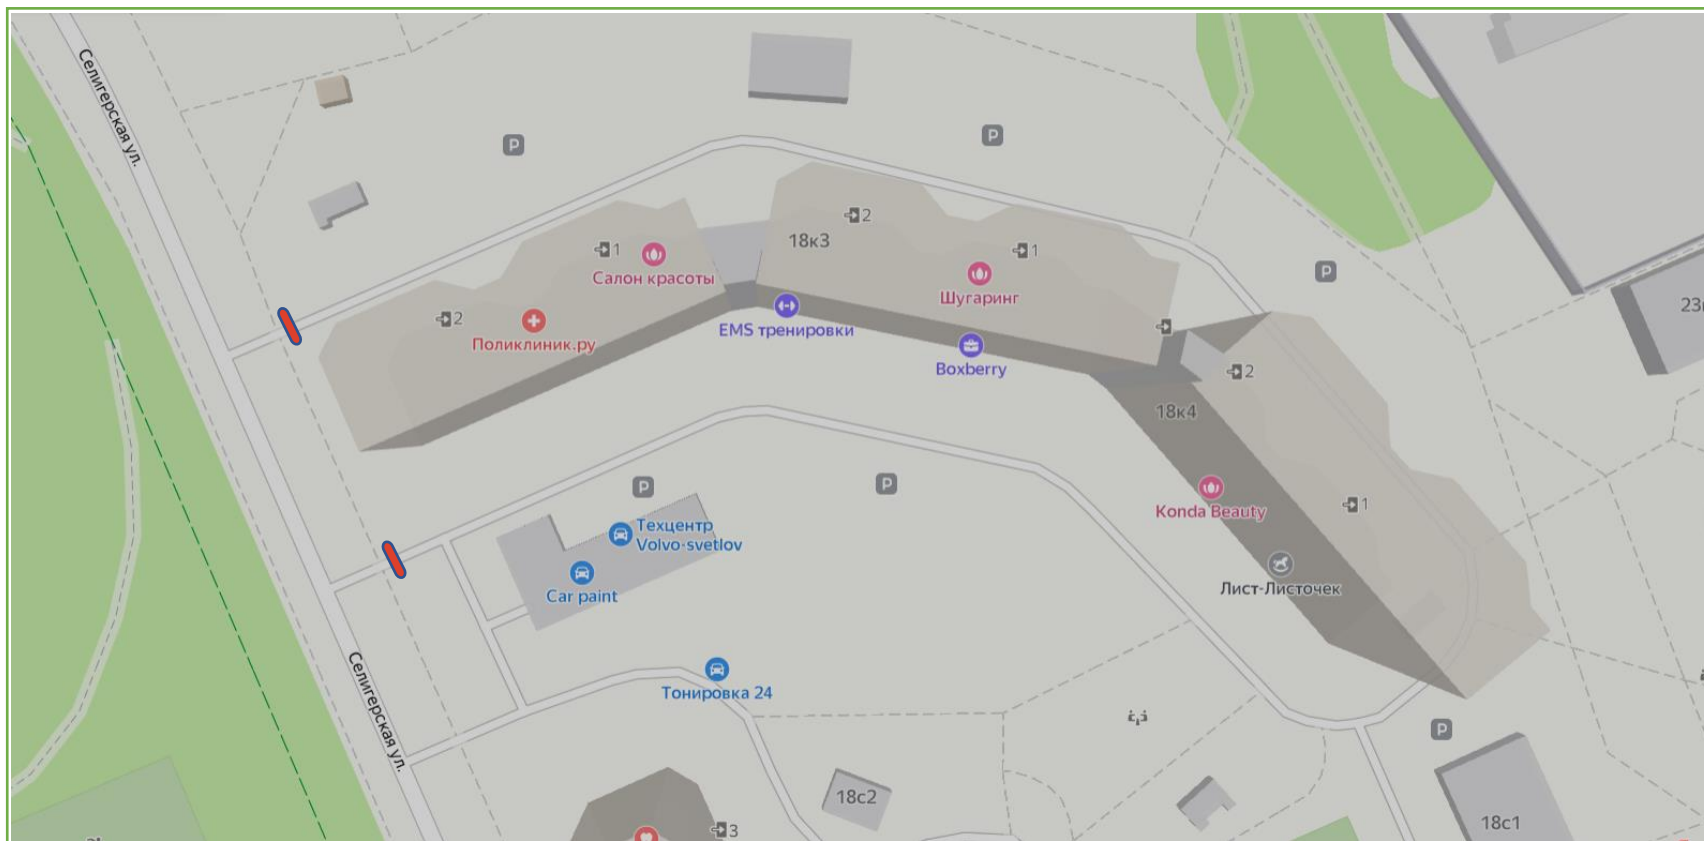 Селигерская ул.
P
P
2
18к3
1
1
Салон красоты
P
Шугаринг
2
Поликлиник.ру
EMS тренировки
Boxberry
2
18к4
P
P
Konda Beauty
1
Техцентр
Volvo-svetlov
Car paint
Лист-Листочек
Селигерская ул.
Тонировка 24
P
18с2
3
18с1